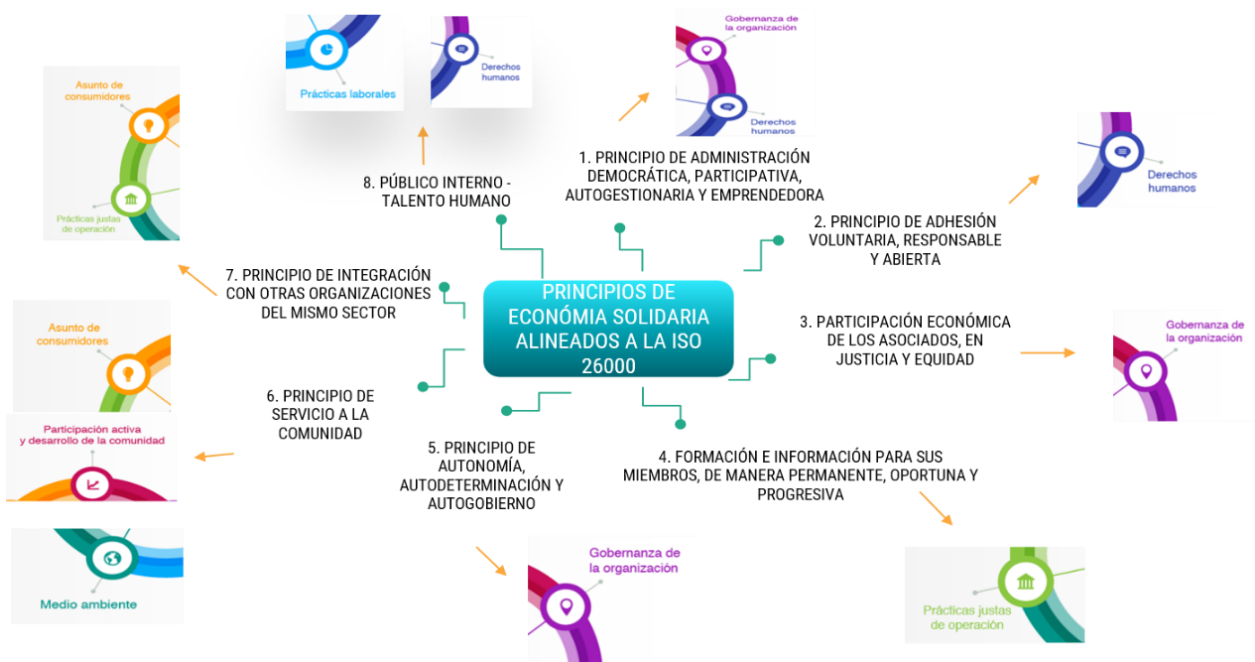 PRINCIPIOS DE
ECONÓMIA SOLIDARIA
ALINEADOS A LA ISO
26000
Gobernanza de
la organización
Derechos
humanos
1. PRINCIPIO DE ADMINISTRACIÓN
DEMOCRÁTICA, PARTICIPATIVA,
AUTOGESTIONARIA Y EMPRENDEDORA
Derechos
humanos
2. PRINCIPIO DE ADHESIÓN
VOLUNTARIA, RESPONSABLE
Y ABIERTA
Gobernanza de
la organización
3. PARTICIPACIÓN ECONÓMICA
DE LOS ASOCIADOS, EN
JUSTICIA Y EQUIDAD
4. FORMACIÓN E INFORMACIÓN PARA SUS
MIEMBROS, DE MANERA PERMANENTE, OPORTUNA Y
PROGRESIVA
Prácticas justas
de operación
5. PRINCIPIO DE
AUTONOMÍA,
AUTODETERMINACIÓN Y
AUTOGOBIERNO
Gobernanza de
la organización
6. PRINCIPIO DE
SERVICIO A LA
COMUNIDAD
Asunto de
consumidores
Participación activa
y desarrollo de la comunidad
Medio ambiente
7. PRINCIPIO DE INTEGRACIÓN
CON OTRAS ORGANIZACIONES
DEL MISMO SECTOR
Asunto de
consumidores
Prácticas justas
de operación
8. PÚBLICO INTERNO -
TALENTO HUMANO
Prácticas laborales
Derechos
humanos